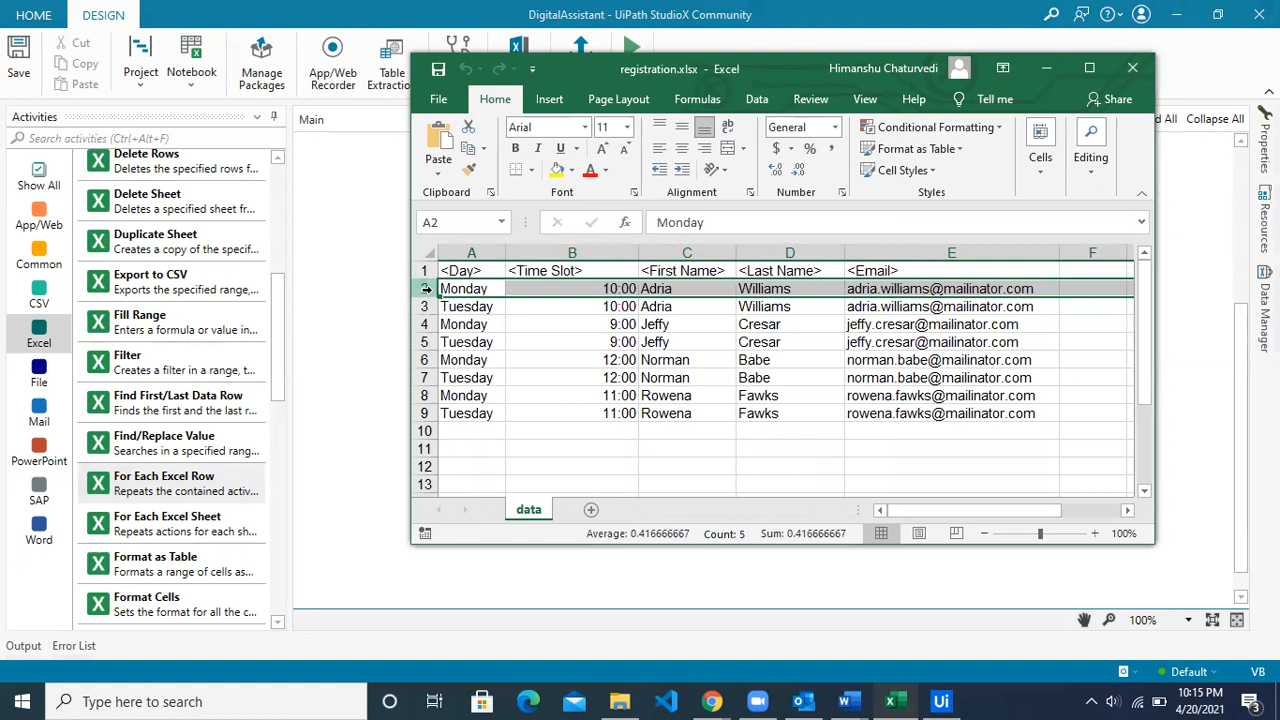 HOME
DESIGN
DigitalAssistant - UiPath StudioX Community
Save
Cut
Copy
Paste
Project
Notebook
Manage Packages
App/Web Recorder
Table Extraction
Activities
Search activities (Ctrl+Alt+F)
Main
Collapse All
Show All
App/Web
Common
CSV
Excel
File
Mail
PowerPoint
SAP
Word
Delete Rows
Deletes the specified rows f...
Delete Sheet
Deletes a specified sheet fr...
Duplicate Sheet
Creates a copy of the specif...
Export to CSV
Exports the specified range,...
Fill Range
Enters a formula or value in...
Filter
Creates a filter in a range, t...
Find First/Last Data Row
Finds the first and the last r...
Find/Replace Value
Searches in a specified rang...
For Each Excel Row
Repeats the contained activ...
For Each Excel Sheet
Repeats actions for each sh...
Format as Table
Formats a range of cells as...
Format Cells
Sets the format for all the c...
registration.xlsx - Excel
Himanshu Chaturvedi
File Home Insert Page Layout Formulas Data Review View Help Tell me Share
Paste
Clipboard
Arial 11
B I U
Font
Alignment
General
Number
Conditional Formatting
Format as Table
Cell Styles
Styles
Cells
Editing
A2
fx
Monday
A B C D E F
1 <Day> <Time Slot> <First Name> <Last Name> <Email>
2 Monday 10:00 Adria Williams adria.williams@mailinator.com
3 Tuesday 10:00 Adria Williams adria.williams@mailinator.com
4 Monday 9:00 Jeffy Cresar jeffy.cresar@mailinator.com
5 Tuesday 9:00 Jeffy Cresar jeffy.cresar@mailinator.com
6 Monday 12:00 Norman Babe norman.babe@mailinator.com
7 Tuesday 12:00 Norman Babe norman.babe@mailinator.com
8 Monday 11:00 Rowena Fawks rowena.fawks@mailinator.com
9 Tuesday 11:00 Rowena Fawks rowena.fawks@mailinator.com
10
11
12
13
data
Average: 0.416666667 Count: 5 Sum: 0.416666667 100%
Properties
Resources
Data Manager
100%
Output
Error List
Default
VB
Type here to search
10:15 PM
4/20/2021
3